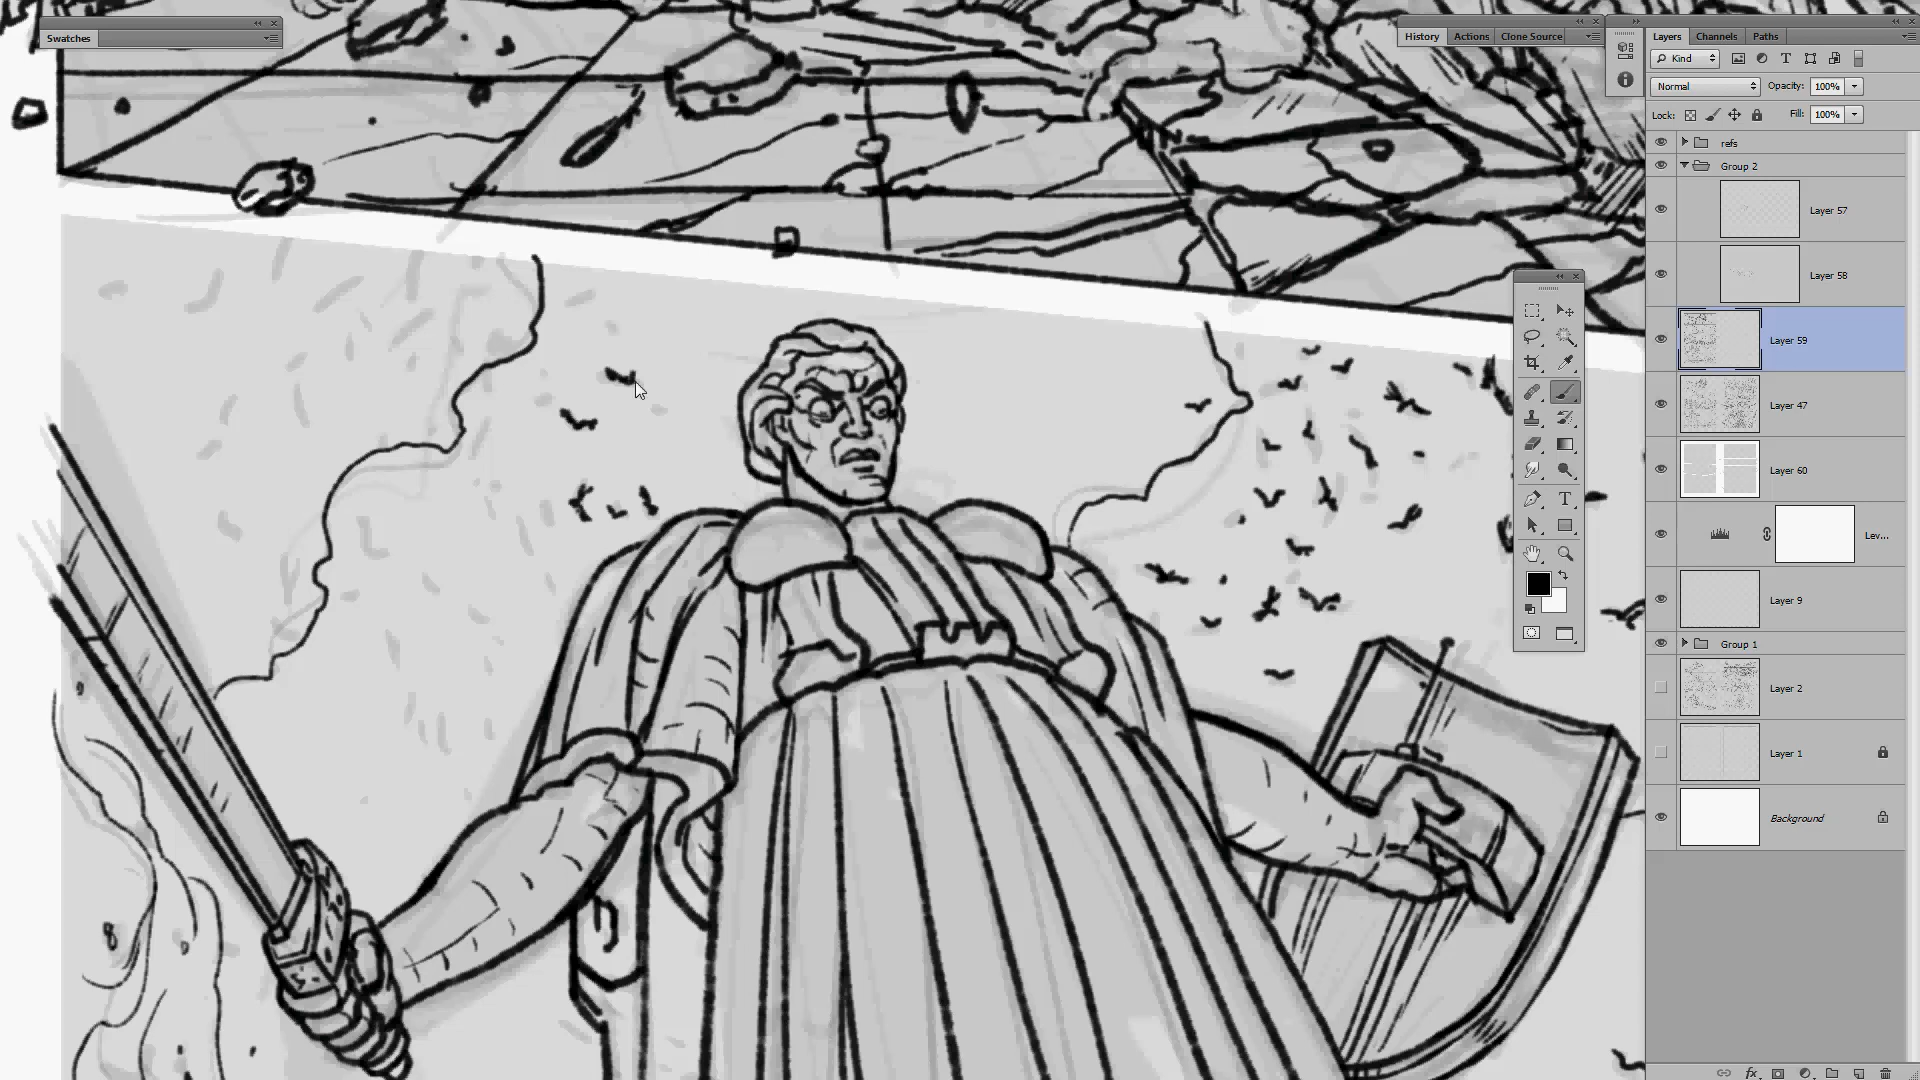 Swatches
History Actions Clone Source
Layers Channels Paths
Kind
Normal Opacity: 100%
Lock: Fill: 100%
refs
Group 2
Layer 57
Layer 58
Layer 59
Layer 47
Layer 60
Lev...
Layer 9
Group 1
Layer 2
Layer 1
Background